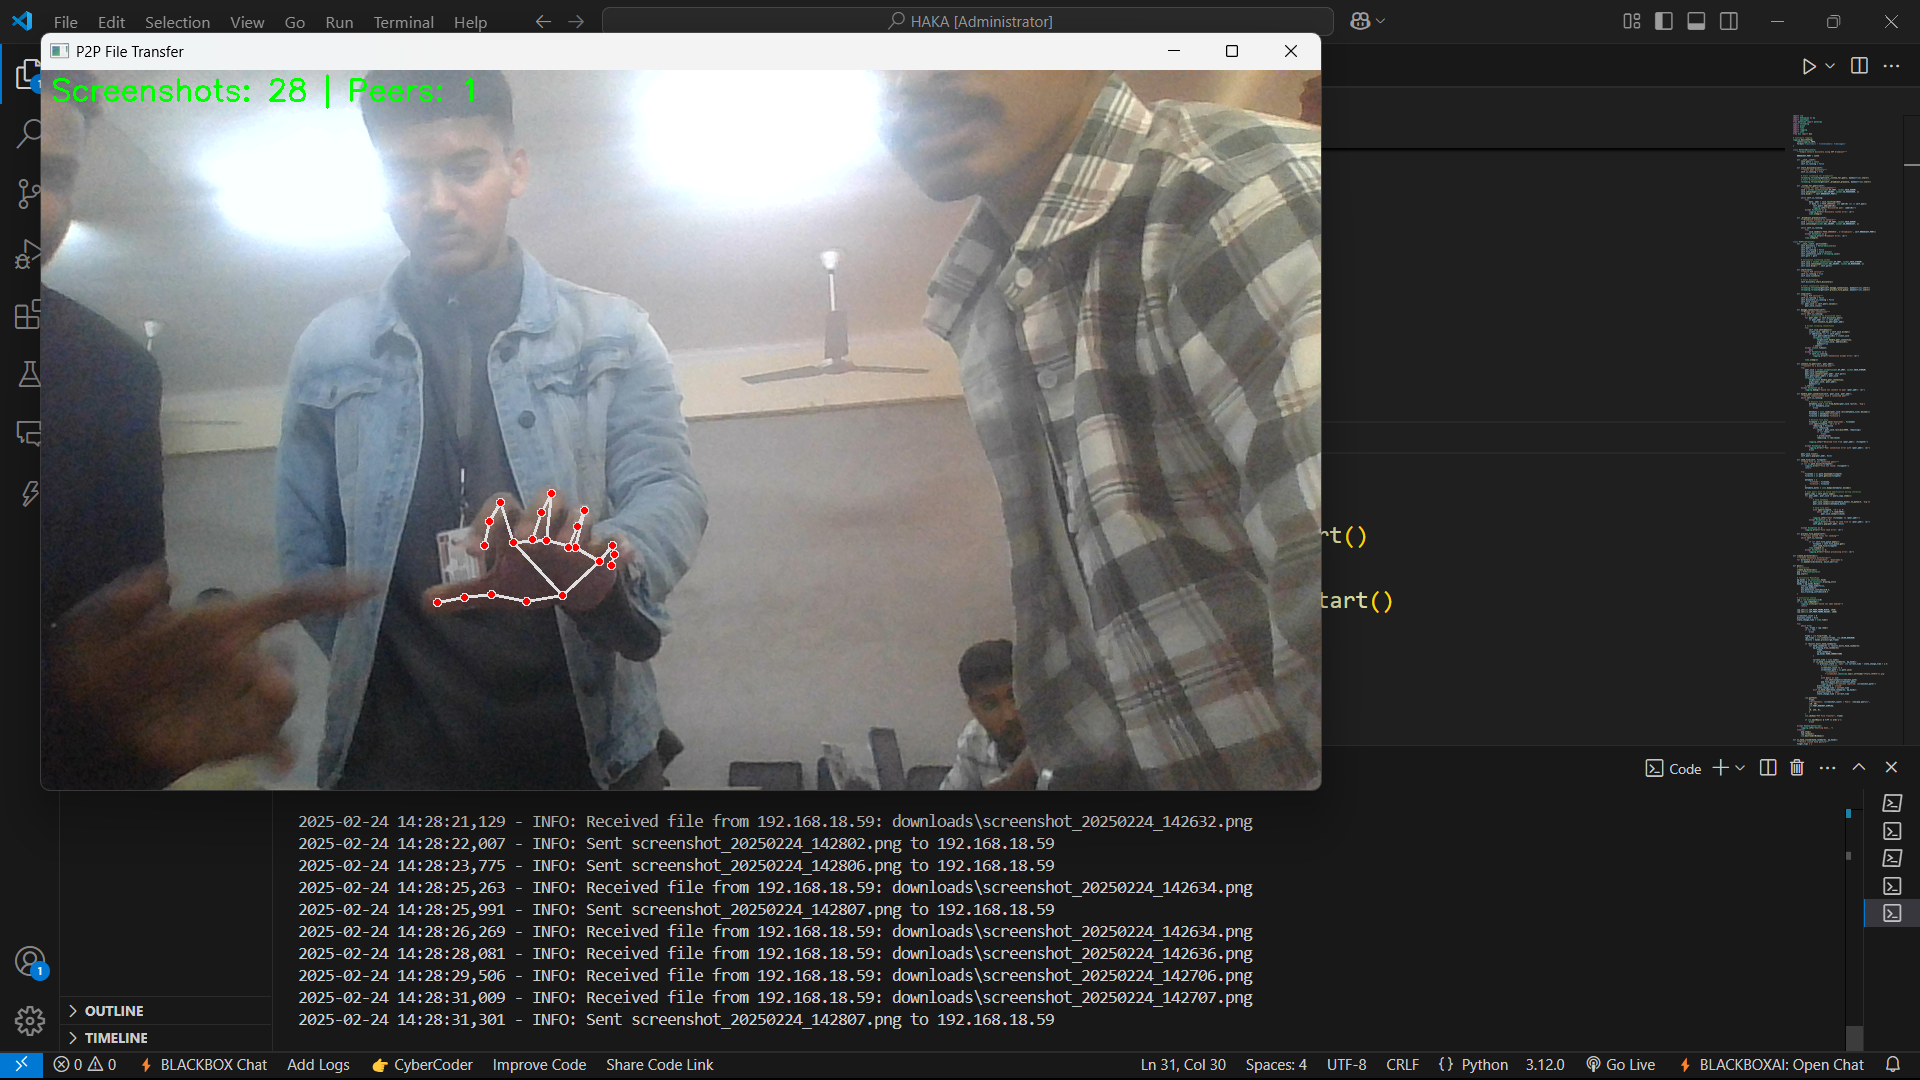 File Edit Selection View Go Run Terminal Help
HAKA [Administrator]
P2P File Transfer
Screenshots: 28 | Peers: 1
rt()
tart()
Code
2025-02-24 14:28:21,129 - INFO: Received file from 192.168.18.59: downloads\screenshot_20250224_142632.png
2025-02-24 14:28:22,007 - INFO: Sent screenshot_20250224_142802.png to 192.168.18.59
2025-02-24 14:28:23,775 - INFO: Sent screenshot_20250224_142806.png to 192.168.18.59
2025-02-24 14:28:25,263 - INFO: Received file from 192.168.18.59: downloads\screenshot_20250224_142634.png
2025-02-24 14:28:25,991 - INFO: Sent screenshot_20250224_142807.png to 192.168.18.59
2025-02-24 14:28:26,269 - INFO: Received file from 192.168.18.59: downloads\screenshot_20250224_142634.png
2025-02-24 14:28:28,081 - INFO: Received file from 192.168.18.59: downloads\screenshot_20250224_142636.png
2025-02-24 14:28:29,506 - INFO: Received file from 192.168.18.59: downloads\screenshot_20250224_142706.png
2025-02-24 14:28:31,009 - INFO: Received file from 192.168.18.59: downloads\screenshot_20250224_142707.png
2025-02-24 14:28:31,301 - INFO: Sent screenshot_20250224_142807.png to 192.168.18.59
1
1
OUTLINE
TIMELINE
0 0 BLACKBOX Chat Add Logs CyberCoder Improve Code Share Code Link Ln 31, Col 30 Spaces: 4 UTF-8 CRLF {} Python 3.12.0 Go Live BLACKBOXAI: Open Chat